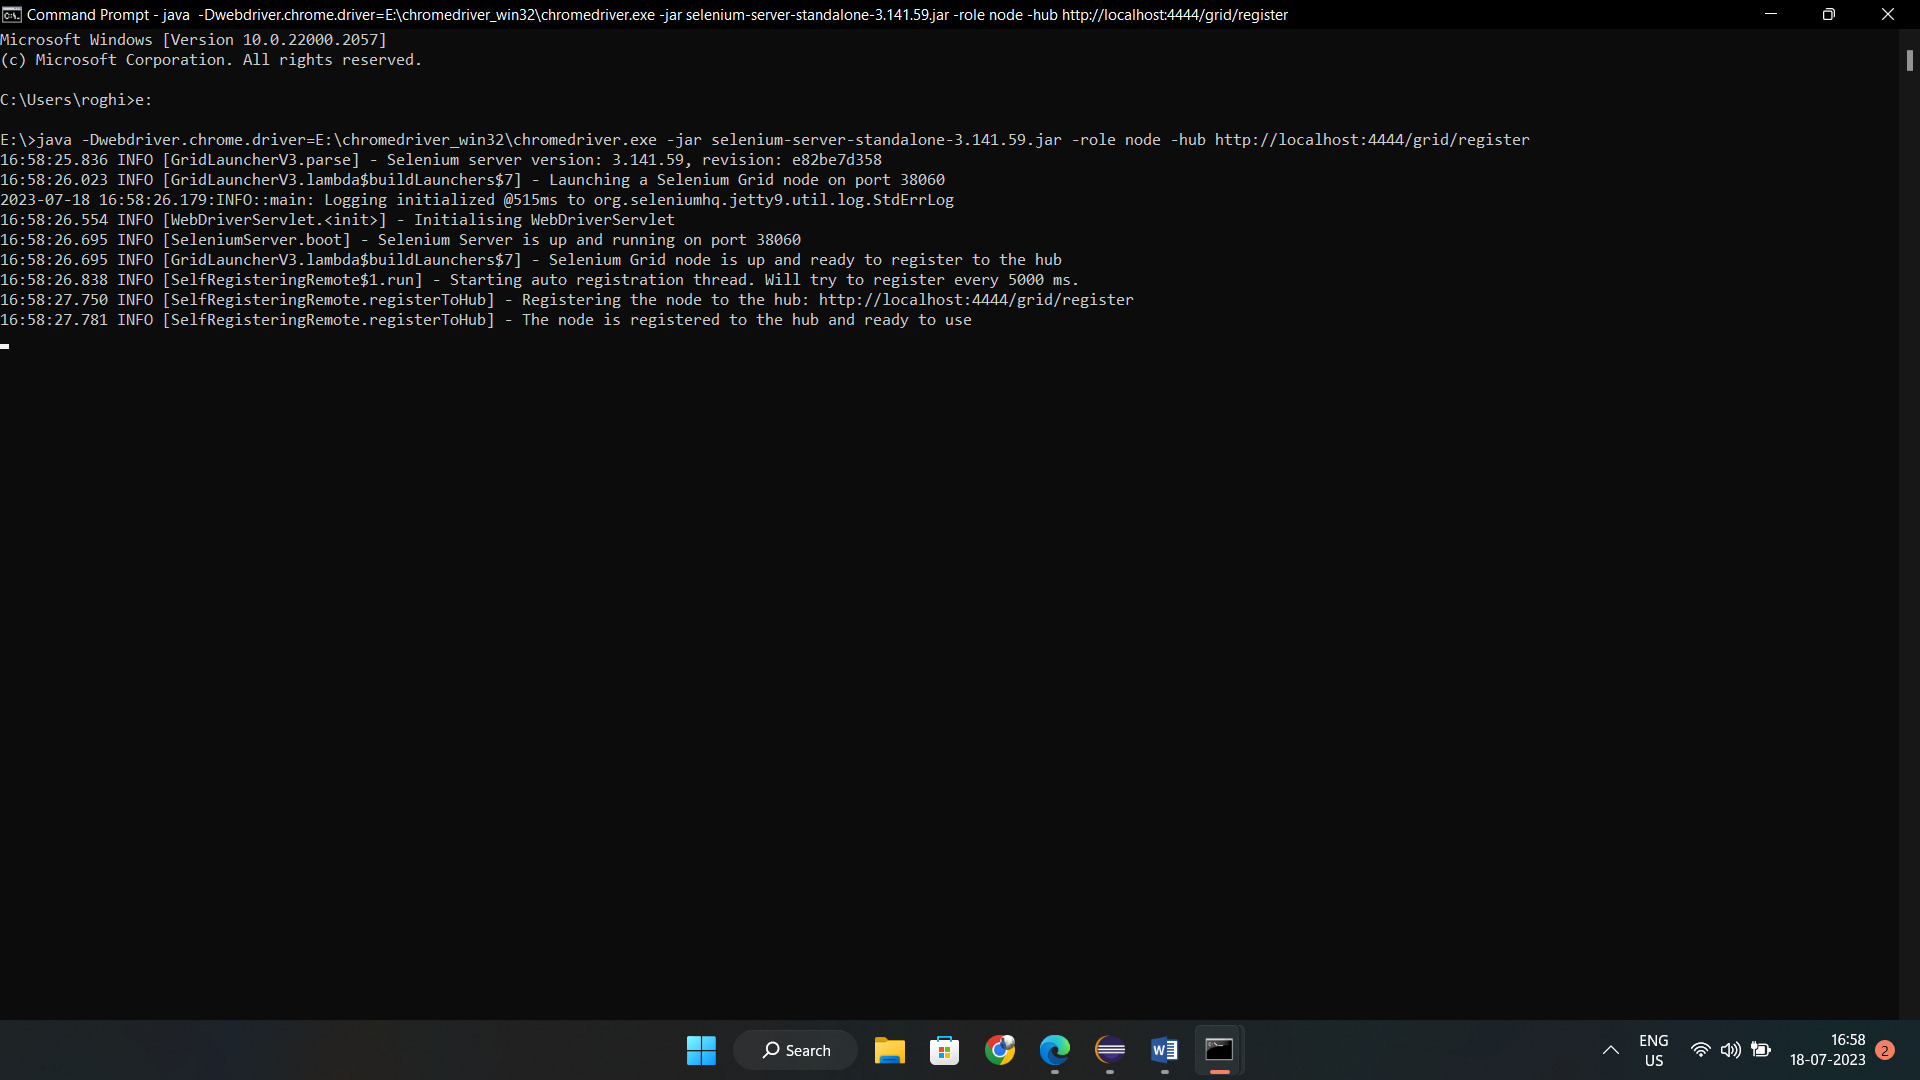 Command Prompt - java  -Dwebdriver.chrome.driver=E:\chromedriver_win32\chromedriver.exe -jar selenium-server-standalone-3.141.59.jar -role node -hub http://localhost:4444/grid/register
Microsoft Windows [Version 10.0.22000.2057]
(c) Microsoft Corporation. All rights reserved.
C:\Users\roghi>e:
E:\>java -Dwebdriver.chrome.driver=E:\chromedriver_win32\chromedriver.exe -jar selenium-server-standalone-3.141.59.jar -role node -hub http://localhost:4444/grid/register
16:58:25.836 INFO [GridLauncherV3.parse] - Selenium server version: 3.141.59, revision: e82be7d358
16:58:26.023 INFO [GridLauncherV3.lambda$buildLaunchers$7] - Launching a Selenium Grid node on port 38060
2023-07-18 16:58:26.179:INFO::main: Logging initialized @515ms to org.seleniumhq.jetty9.util.log.StdErrLog
16:58:26.554 INFO [WebDriverServlet.<init>] - Initialising WebDriverServlet
16:58:26.695 INFO [SeleniumServer.boot] - Selenium Server is up and running on port 38060
16:58:26.695 INFO [GridLauncherV3.lambda$buildLaunchers$7] - Selenium Grid node is up and ready to register to the hub
16:58:26.838 INFO [SelfRegisteringRemote$1.run] - Starting auto registration thread. Will try to register every 5000 ms.
16:58:27.750 INFO [SelfRegisteringRemote.registerToHub] - Registering the node to the hub: http://localhost:4444/grid/register
16:58:27.781 INFO [SelfRegisteringRemote.registerToHub] - The node is registered to the hub and ready to use
Search
ENG
US
16:58
18-07-2023
2